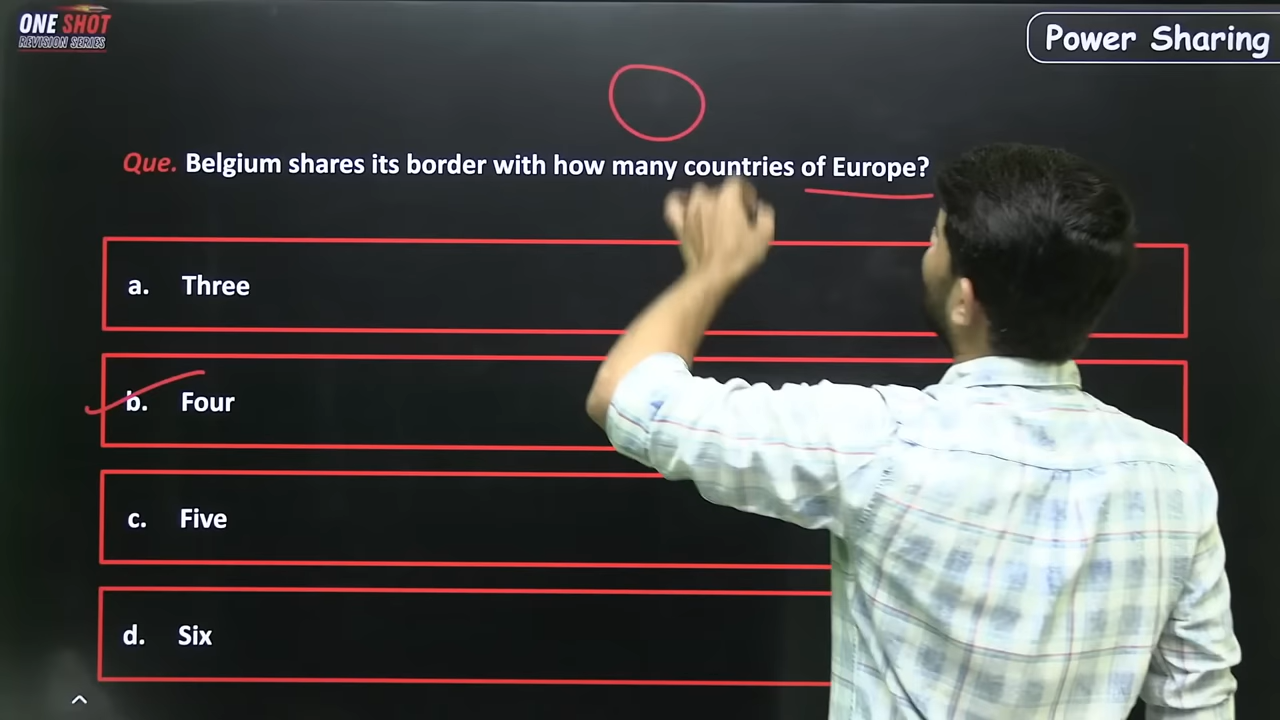 ONE SHOT
REVISION SERIES
Power Sharing
Que. Belgium shares its border with how many countries of Europe?
a. Three
b. Four
c. Five
d. Six